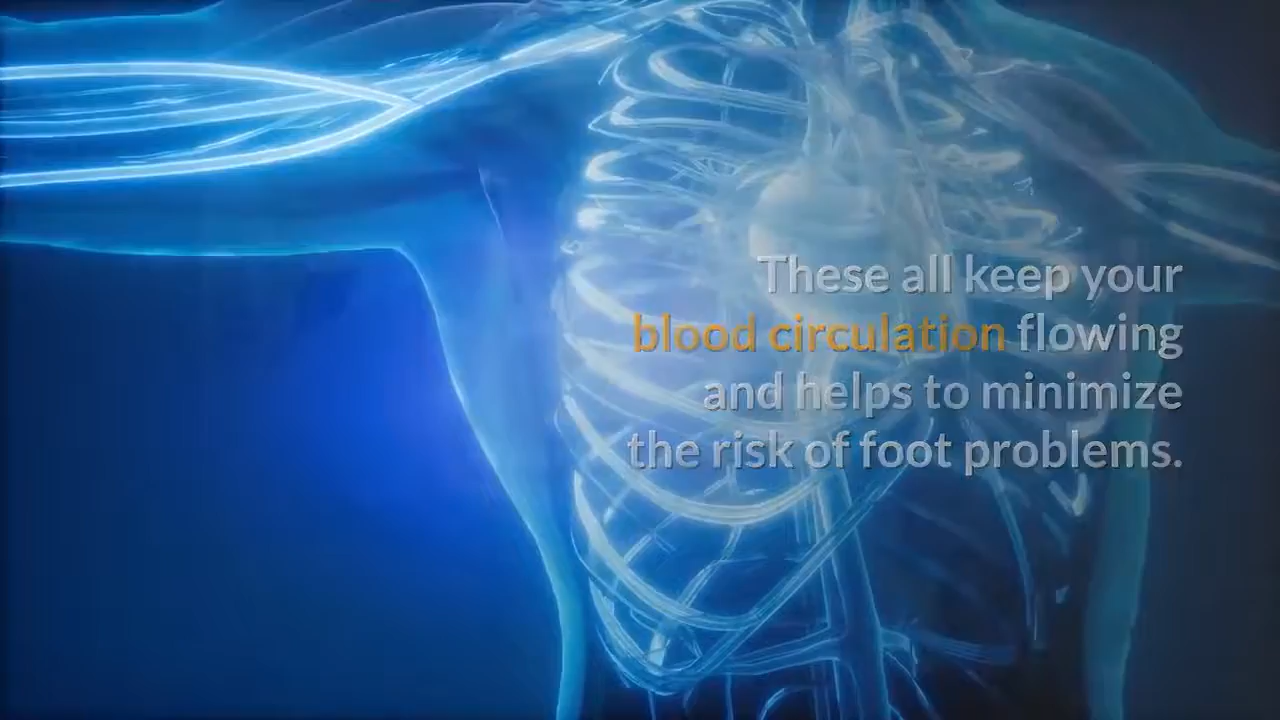 These all keep your
blood circulation flowing
and helps to minimize
the risk of foot problems.